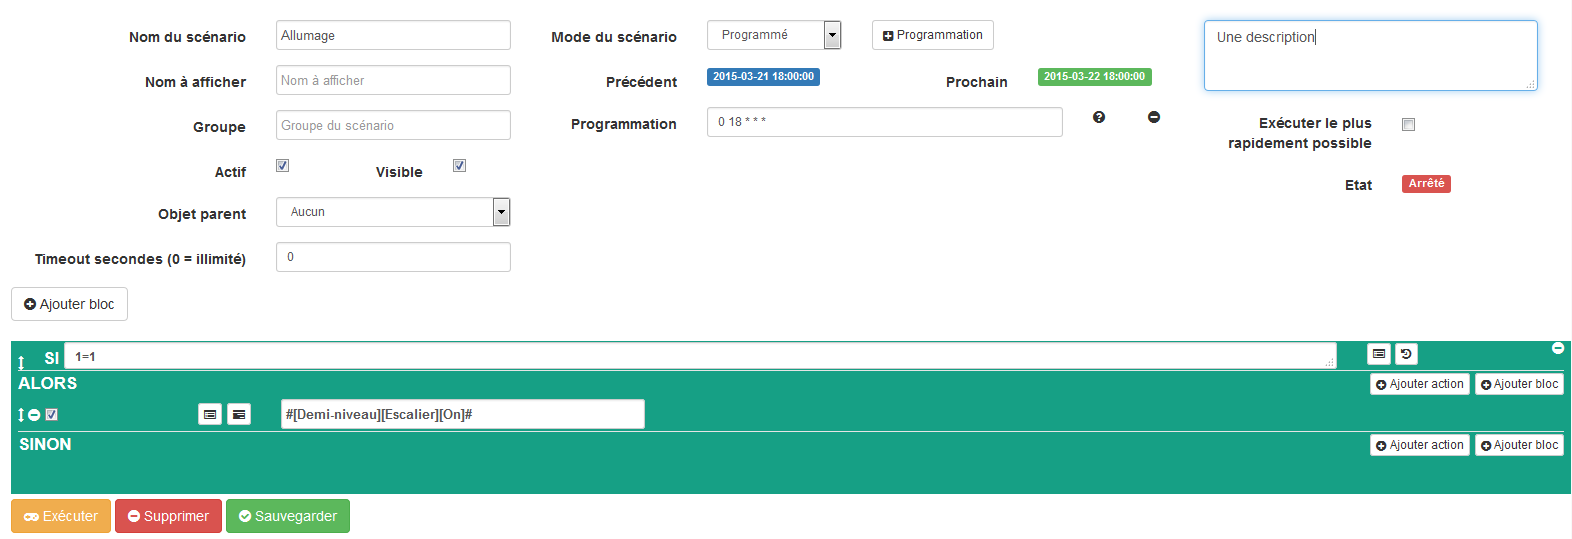 Nom du scénario Allumage Mode du scénario Programmé Programmation Une description
Nom à afficher Nom à afficher Précédent 2015-03-21 18:00:00 Prochain 2015-03-22 18:00:00
Groupe Groupe du scénario Programmation 0 18 * * * Exécuter le plus
rapidement possible
Actif Visible Etat Arrêté
Objet parent Aucun
Timeout secondes (0 = illimité) 0
Ajouter bloc
SI 1=1
ALORS Ajouter action Ajouter bloc
#[Demi-niveau][Escalier][On]#
SINON Ajouter action Ajouter bloc
Exécuter Supprimer Sauvegarder